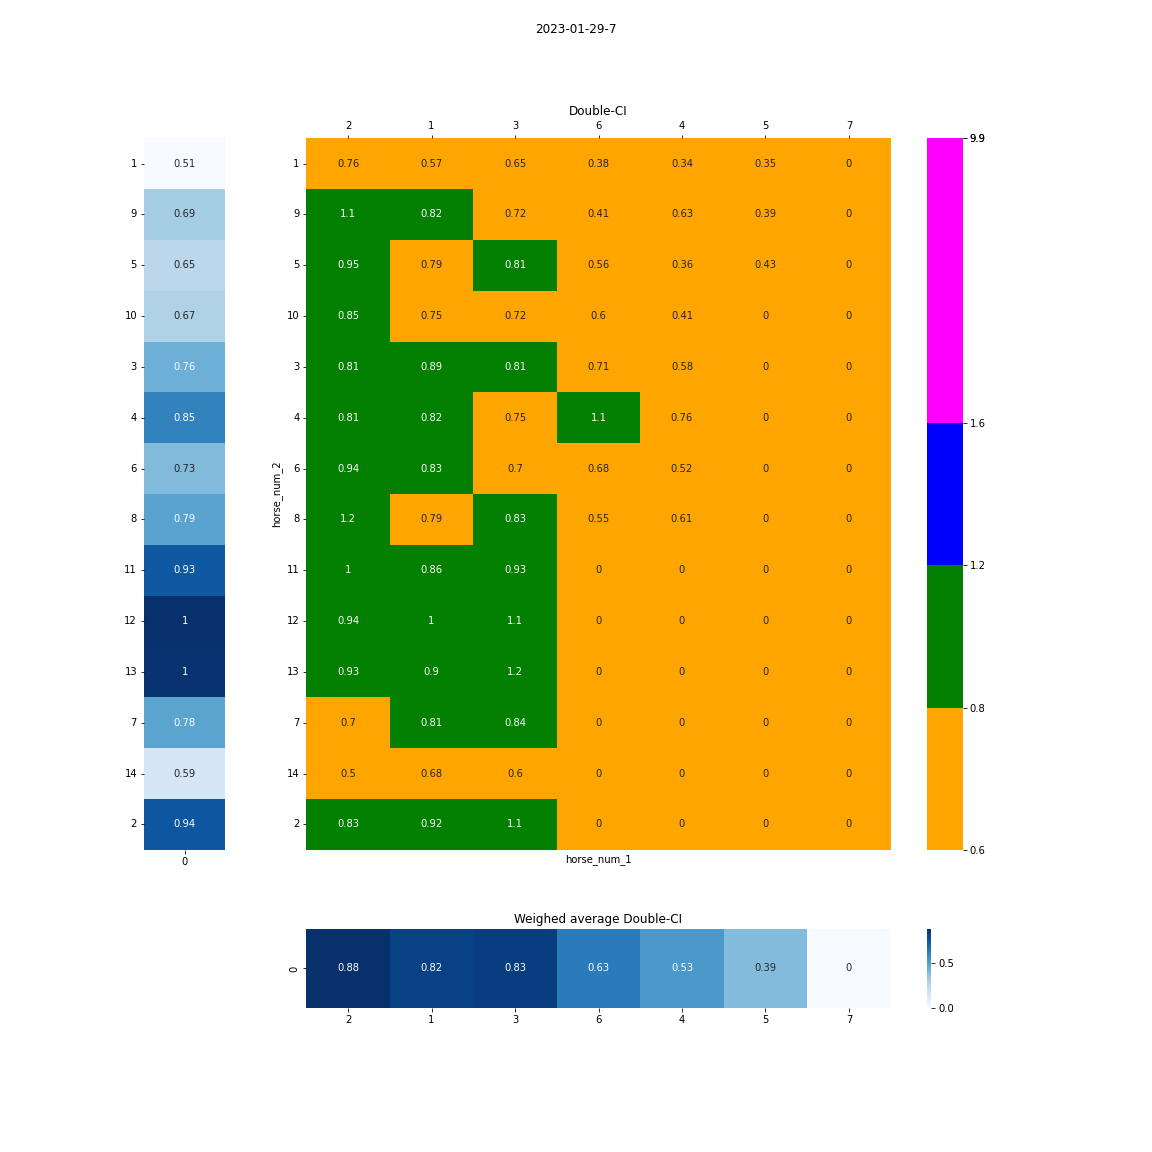 2023-01-29-7
Double-CI
2 1 3 6 4 5 7
9.9
1 0.51 1 0.76 0.57 0.65 0.38 0.34 0.35 0
9 0.69 9 1.1 0.82 0.72 0.41 0.63 0.39 0
5 0.65 5 0.95 0.79 0.81 0.56 0.36 0.43 0
10 0.67 10 0.85 0.75 0.72 0.6 0.41 0 0
3 0.76 3 0.81 0.89 0.81 0.71 0.58 0 0
4 0.85 4 0.81 0.82 0.75 1.1 0.76 0 0
1.6
6 0.73 6 0.94 0.83 0.7 0.68 0.52 0 0
horse_num_2
8 0.79 8 1.2 0.79 0.83 0.55 0.61 0 0
11 0.93 11 1 0.86 0.93 0 0 0 0
1.2
12 1 12 0.94 1 1.1 0 0 0 0
13 1 13 0.93 0.9 1.2 0 0 0 0
0.8
7 0.78 7 0.7 0.81 0.84 0 0 0 0
14 0.59 14 0.5 0.68 0.6 0 0 0 0
2 0.94 2 0.83 0.92 1.1 0 0 0 0
0.6
0
horse_num_1
Weighed average Double-CI
0 0.88 0.82 0.83 0.63 0.53 0.39 0
0.5
0.0
2 1 3 6 4 5 7